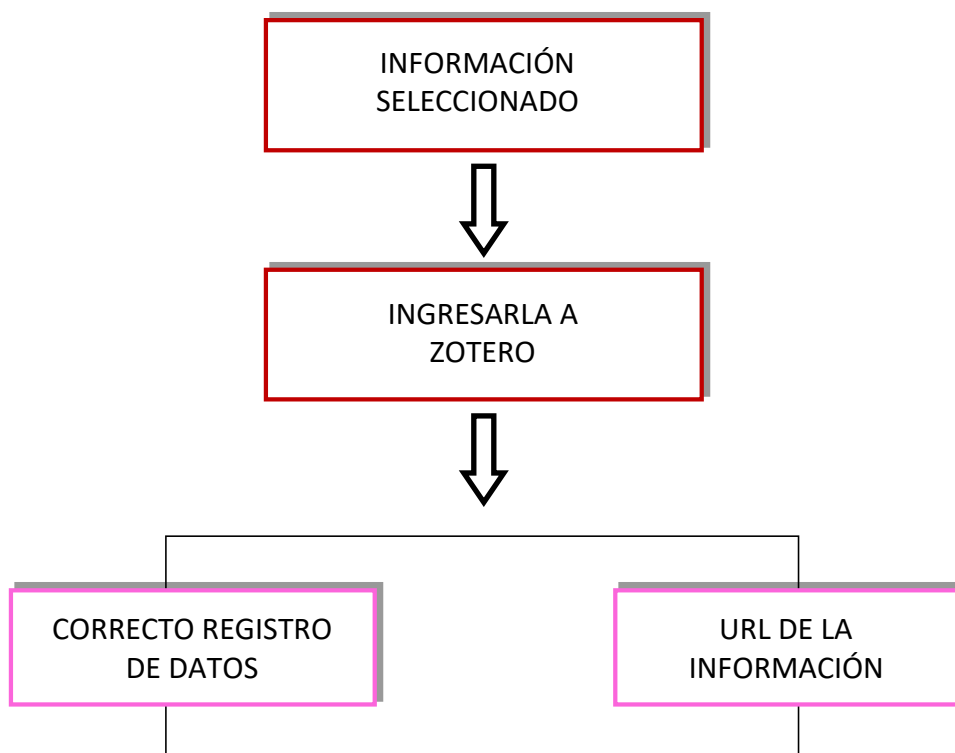 INFORMACIÓN
SELECCIONADO
INGRESARLA A
ZOTERO
CORRECTO REGISTRO
DE DATOS
URL DE LA
INFORMACIÓN